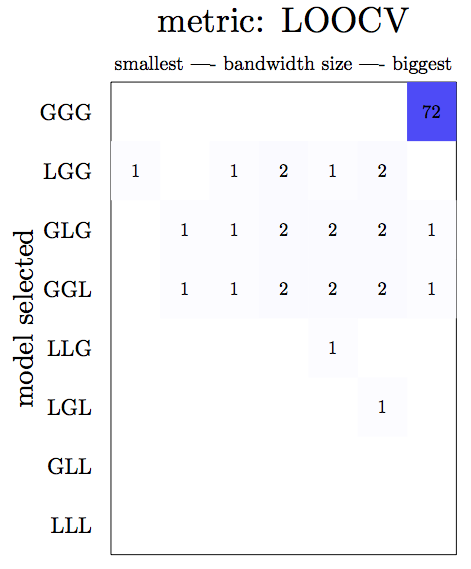 metric: LOOCV
smallest —- bandwidth size —- biggest
model selected
GGG 72
LGG 1 1 2 1 2
GLG 1 1 2 2 2 1
GGL 1 1 2 2 2 1
LLG 1
LGL 1
GLL
LLL